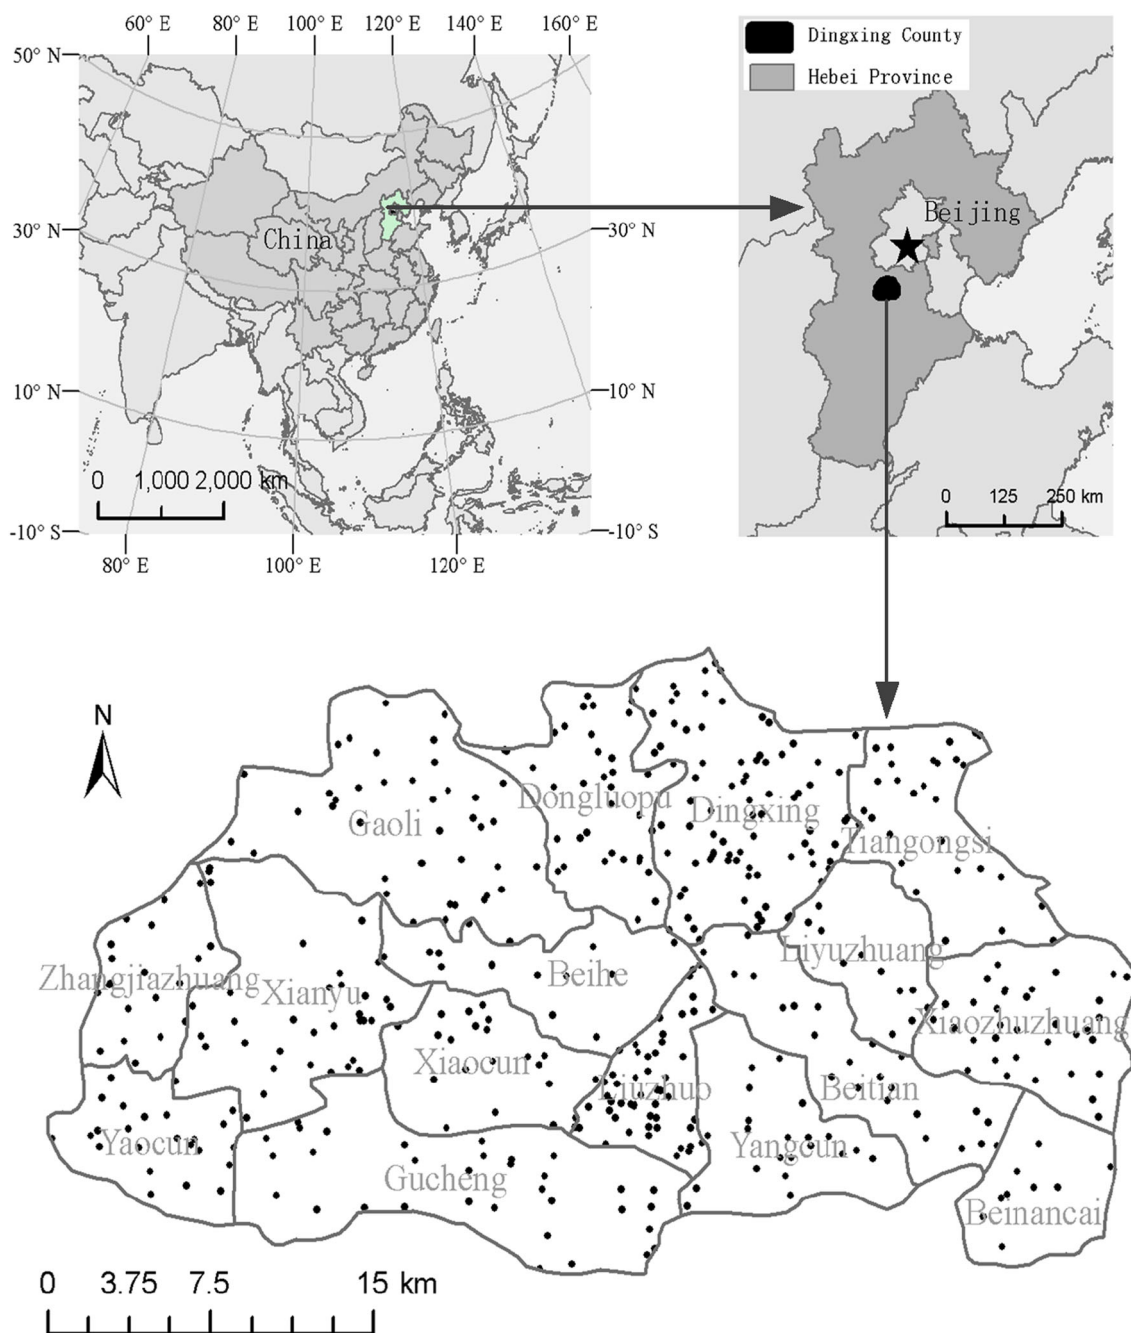 60° E 80° E 100° E 120° E 140° E 160° E
50° N
30° N
10° N
-10° S
30° N
10° N
-10° S
80° E 100° E 120° E
China
0 1,000 2,000 km
Dingxing County
Hebei Province
Beijing
0 125 250 km
N
Gaoli
Dongluopu
Dingxing
Tiangongsi
Zhangjiazhuang
Xianyu
Beihe
Liyuzhuang
Xiaozhuzhuang
Xiaocun
Liuzhuo
Beitian
Yaocun
Gucheng
Yangcun
Beinancai
0 3.75 7.5 15 km